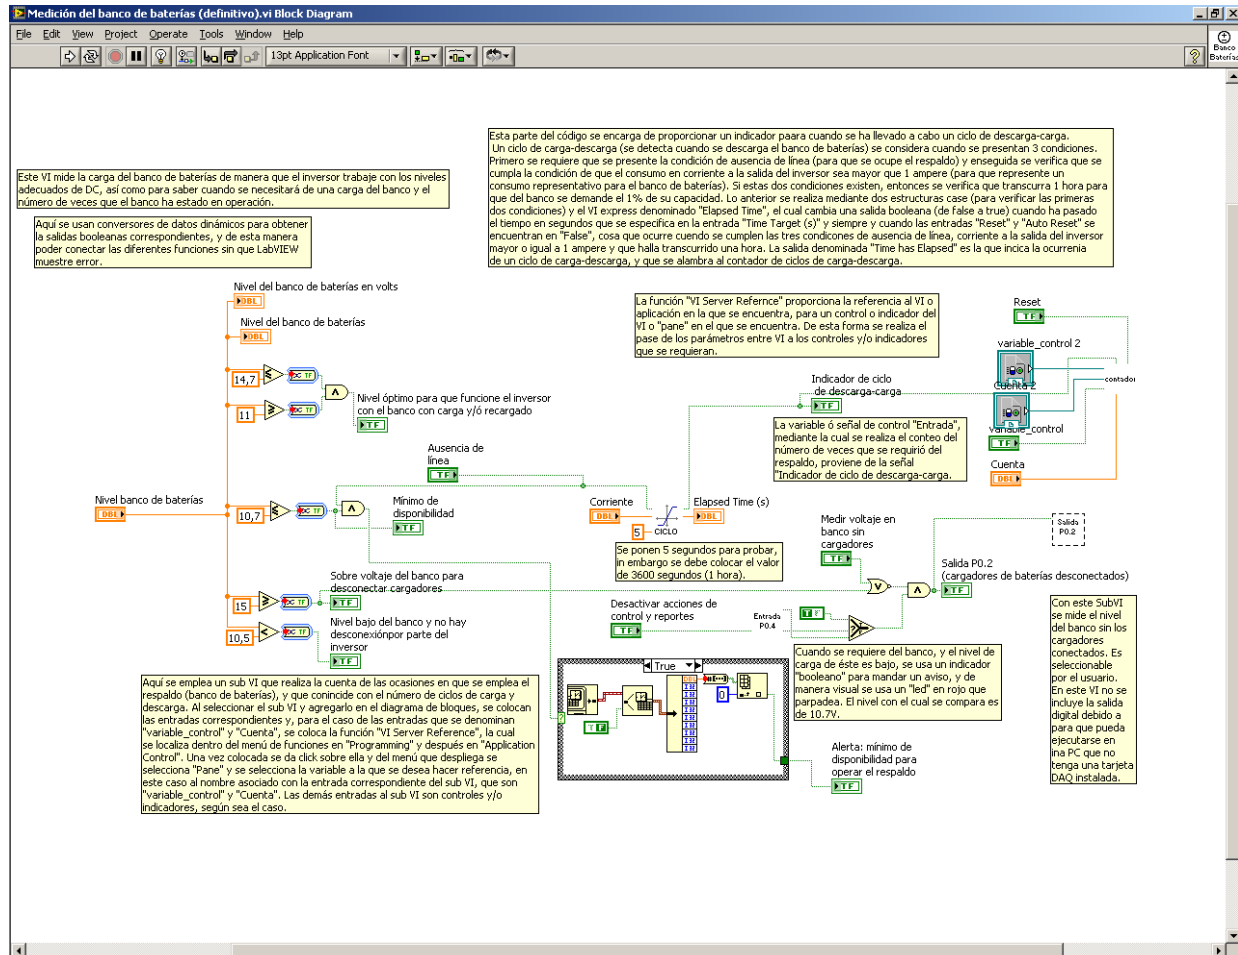 Medición del banco de baterías (definitivo).vi Block Diagram
File Edit View Project Operate Tools Window Help
13pt Application Font
Banco
Baterías
Esta parte del código se encarga de proporcionar un indicador paara cuando se ha llevado a cabo un ciclo de descarga-carga.
Un ciclo de carga-descarga (se detecta cuando se descarga el banco de baterías) se considera cuando se presentan 3 condiciones.
Primero se requiere que se presente la condición de ausencia de línea (para que se ocupe el respaldo) y enseguida se verifica que se
cumpla la condición de que el consumo en corriente a la salida del inversor sea mayor que 1 ampere (para que represente un
consumo representativo para el banco de baterías). Si estas dos condiciones existen, entonces se verifica que transcurra 1 hora para
que del banco se demande el 1% de su capacidad. Lo anterior se realiza mediante dos estructuras case (para verificar las primeras
dos condiciones) y el VI express denominado "Elapsed Time", el cual cambia una salida booleana (de false a true) cuando ha pasado
el tiempo en segundos que se especifica en la entrada "Time Target (s)" y siempre y cuando las entradas "Reset" y "Auto Reset" se
encuentran en "False", cosa que ocurre cuando se cumplen las tres condiciones de ausencia de línea, corriente a la salida del inversor
mayor o igual a 1 ampere y que halla transcurrido una hora. La salida denominada "Time has Elapsed" es la que incica la ocurrenia
de un ciclo de carga-descarga, y que se alambra al contador de ciclos de carga-descarga.
Este VI mide la carga del banco de baterías de manera que el inversor trabaje con los niveles
adecuados de DC, así como para saber cuando se necesitará de una carga del banco y el
número de veces que el banco ha estado en operación.
Aquí se usan conversores de datos dinámicos para obtener
la salidas booleanas correspondientes, y de esta manera
poder conectar las diferentes funciones sin que LabVIEW
muestre error.
Nivel del banco de baterías en volts
DBL
Nivel del banco de baterías
DBL
La función "VI Server Refernce" proporciona la referencia al VI o
aplicación en la que se encuentra, para un control o indicador del
VI o "pane" en el que se encuentra. De esta forma se realiza el
pase de los parámetros entre VI a los controles y/o indicadores
que se requieran.
Reset
TF
variable_control 2
contador
Cuenta 2
variable_control
TF
Cuenta
DBL
14,7
11
Nivel óptimo para que funcione el inversor
con el banco con carga y/ó recargado
TF
Indicador de ciclo
de descarga-carga
TF
La variable ó señal de control "Entrada",
mediante la cual se realiza el conteo del
número de veces que se requirió del
respaldo, proviene de la señal
"Indicador de ciclo de descarga-carga.
Ausencia de
línea
TF
Nivel banco de baterías
DBL
10,7
Mínimo de
disponibilidad
TF
Corriente
DBL
5
CICLO
Elapsed Time (s)
DBL
Se ponen 5 segundos para probar,
in embargo se debe colocar el valor
de 3600 segundos (1 hora).
Medir voltaje en
banco sin
cargadores
TF
Salida
P0.2
Salida P0.2
(cargadores de baterías desconectados)
TF
Sobre voltaje del banco para
desconectar cargadores
TF
15
Nivel bajo del banco y no hay
desconexiónpor parte del
inversor
TF
10,5
Desactivar acciones de
control y reportes
TF
Entrada
P0.4
Con este SubVI
se mide el nivel
del banco sin los
cargadores
conectados. Es
seleccionable
por el usuario.
En este VI no se
incluye la salida
digital debido a
para que pueda
ejecutarse en
ina PC que no
tenga una tarjeta
DAQ instalada.
Cuando se requiere del banco, y el nivel de
carga de éste es bajo, se usa un indicador
"booleano" para mandar un aviso, y de
manera visual se usa un "led" en rojo que
parpadea. El nivel con el cual se compara es
de 10.7V.
True
0
Alerta: mínimo de
disponibilidad para
operar el respaldo
TF
Aquí se emplea un sub VI que realiza la cuenta de las ocasiones en que se emplea el
respaldo (banco de baterías), y que conincide con el número de ciclos de carga y
descarga. Al seleccionar el sub VI y agregarlo en el diagrama de bloques, se colocan
las entradas correspondientes y, para el caso de las entradas que se denominan
"variable_control" y "Cuenta", se coloca la función "VI Server Reference", la cual
se localiza dentro del menú de funciones en "Programming" y después en "Application
Control". Una vez colocada se da click sobre ella y del menú que despliega se
selecciona "Pane" y se selecciona la variable a la que se desea hacer referencia, en
este caso al nombre asociado con la entrada correspondiente del sub VI, que son
"variable_control" y "Cuenta". Las demás entradas al sub VI son controles y/o
indicadores, según sea el caso.